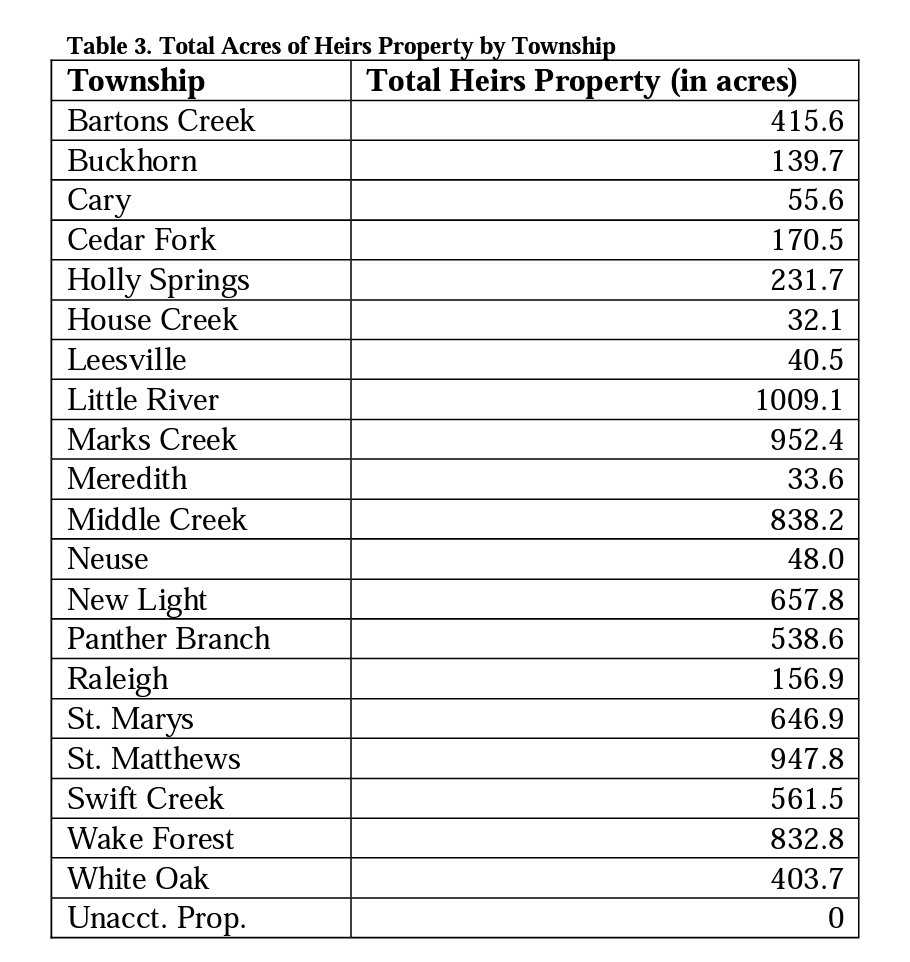 Table 3. Total Acres of Heirs Property by Township
Township Total Heirs Property (in acres)
Bartons Creek 415.6
Buckhorn 139.7
Cary 55.6
Cedar Fork 170.5
Holly Springs 231.7
House Creek 32.1
Leesville 40.5
Little River 1009.1
Marks Creek 952.4
Meredith 33.6
Middle Creek 838.2
Neuse 48.0
New Light 657.8
Panther Branch 538.6
Raleigh 156.9
St. Marys 646.9
St. Matthews 947.8
Swift Creek 561.5
Wake Forest 832.8
White Oak 403.7
Unacct. Prop. 0